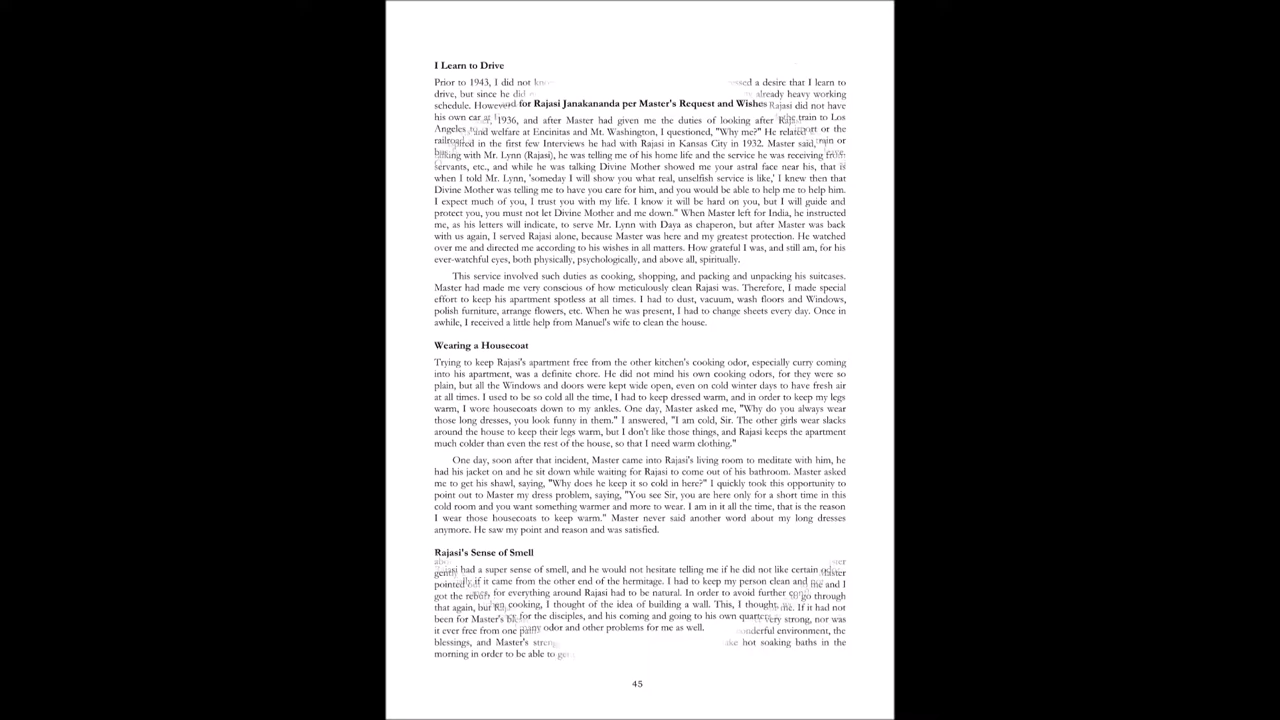 I Learn to Drive
Prior to 1943, I did not
a desire that I learn to
drive, but since he did
already heavy working
schedule.
for Rajasi Janakananda per Master's Request and Wishes
Rajasi did not have
his own car at
1936, and after Master had given me the duties of looking after
train to Los
Angeles
and welfare at Encinitas and Mt. Washington, I questioned, "Why me?" He
or the
railroad
in the first few Interviews he had with Rajasi in Kansas City in 1932. Master said,
or
with Mr. Lynn (Rajasi), he was telling me of his home life and the service he was receiving from
servants, etc., and while he was talking Divine Mother showed me your astral face near his, that is
when I told Mr. Lynn, 'someday I will show you what real, unselfish service is like,' I knew then that
Divine Mother was telling me to have you care for him, and you would be able to help me to help him.
I expect much of you, I trust you with my life. I know it will be hard on you, but I will guide and
protect you, you must not let Divine Mother and me down." When Master left for India, he instructed
me, as his letters will indicate, to serve Mr. Lynn with Daya as chaperon, but after Master was back
with us again, I served Rajasi alone, because Master was here and my greatest protection. He watched
over me and directed me according to his wishes in all matters. How grateful I was, and still am, for his
ever-watchful eyes, both physically, psychologically, and above all, spiritually.
This service involved such duties as cooking, shopping, and packing and unpacking his suitcases.
Master had made me very conscious of how meticulously clean Rajasi was. Therefore, I made special
effort to keep his apartment spotless at all times. I had to dust, vacuum, wash floors and Windows,
polish furniture, arrange flowers, etc. When he was present, I had to change sheets every day. Once in
awhile, I received a little help from Manuel's wife to clean the house.
Wearing a Housecoat
Trying to keep Rajasi's apartment free from the other kitchen's cooking odor, especially curry coming
into his apartment, was a definite chore. He did not mind his own cooking odors, for they were so
plain, but all the Windows and doors were kept wide open, even on cold winter days to have fresh air
at all times. I used to be so cold all the time, I had to keep dressed warm, and in order to keep my legs
warm, I wore housecoats down to my ankles. One day, Master asked me, "Why do you always wear
those long dresses, you look funny in them." I answered, "I am cold, Sir. The other girls wear slacks
around the house to keep their legs warm, but I don't like those things, and Rajasi keeps the apartment
much colder than even the rest of the house, so that I need warm clothing."
One day, soon after that incident, Master came into Rajasi's living room to meditate with him, he
had his jacket on and he sit down while waiting for Rajasi to come out of his bathroom. Master asked
me to get his shawl, saying, "Why does he keep it so cold in here?" I quickly took this opportunity to
point out to Master my dress problem, saying, "You see Sir, you are here only for a short time in this
cold room and you want something warmer and more to wear. I am in it all the time, that is the reason
I wear those housecoats to keep warm." Master never said another word about my long dresses
anymore. He saw my point and reason and was satisfied.
Rajasi's Sense of Smell
had a super sense of smell, and he would not hesitate telling me if he did not like certain
Master
pointed
if it came from the other end of the hermitage. I had to keep my person clean and
me and I
got the
for everything around Rajasi had to be natural. In order to avoid further
go through
that again, but
cooking, I thought of the idea of building a wall. This, I thought,
me. If it had not
been for Master's
for the disciples, and his coming and going to his own quarters
very strong, nor was
it ever free from one
many odor and other problems for me as well.
wonderful environment, the
blessings, and Master's
hot soaking baths in the
morning in order to be able to
45